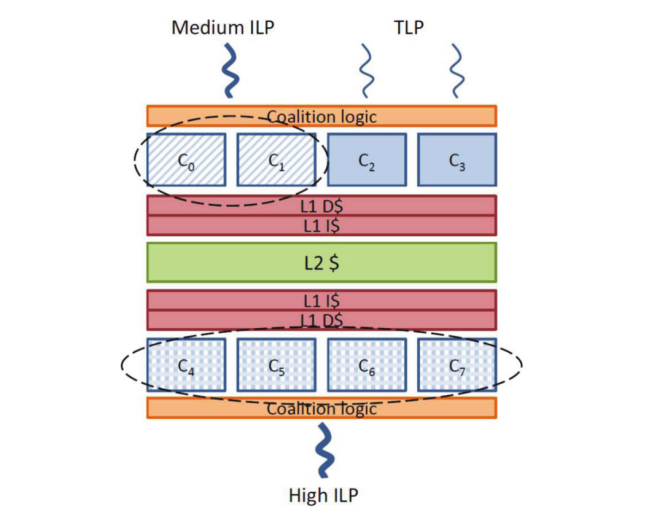 Medium ILP TLP
Coalition logic
C0 C1 C2 C3
L1 D$
L1 I$
L2 $
L1 I$
L1 D$
C4 C5 C6 C7
Coalition logic
High ILP